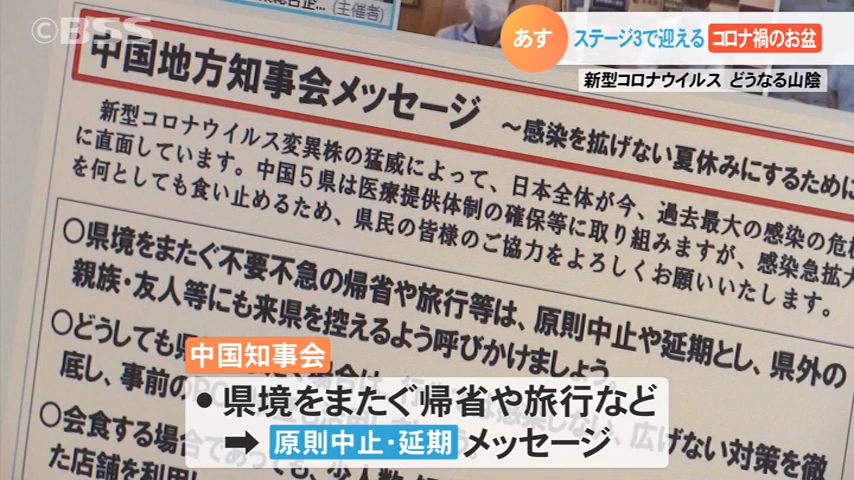 ©BSS
(主催者)
あす
ステージ3で迎える コロナ禍のお盆
新型コロナウイルス どうなる山陰
中国地方知事会メッセージ ～感染を拡げない夏休みにするために
新型コロナウイルス変異株の猛威によって、日本全体が今、過去最大の感染の危機
に直面しています。中国5県は医療提供体制の確保等に取り組みますが、感染急拡大
を何としても食い止めるため、県民の皆様のご協力をよろしくお願いいたします。
○県境をまたぐ不要不急の帰省や旅行等は、原則中止や延期とし、県外の
親族・友人等にも来県を控えるよう呼びかけましょう。
○どうしても県 広げない対策を徹
底し、事前の
○会食する場合であっても、少人数
た店舗を利用し
中国知事会
●県境をまたぐ帰省や旅行など
➡原則中止・延期 メッセージ